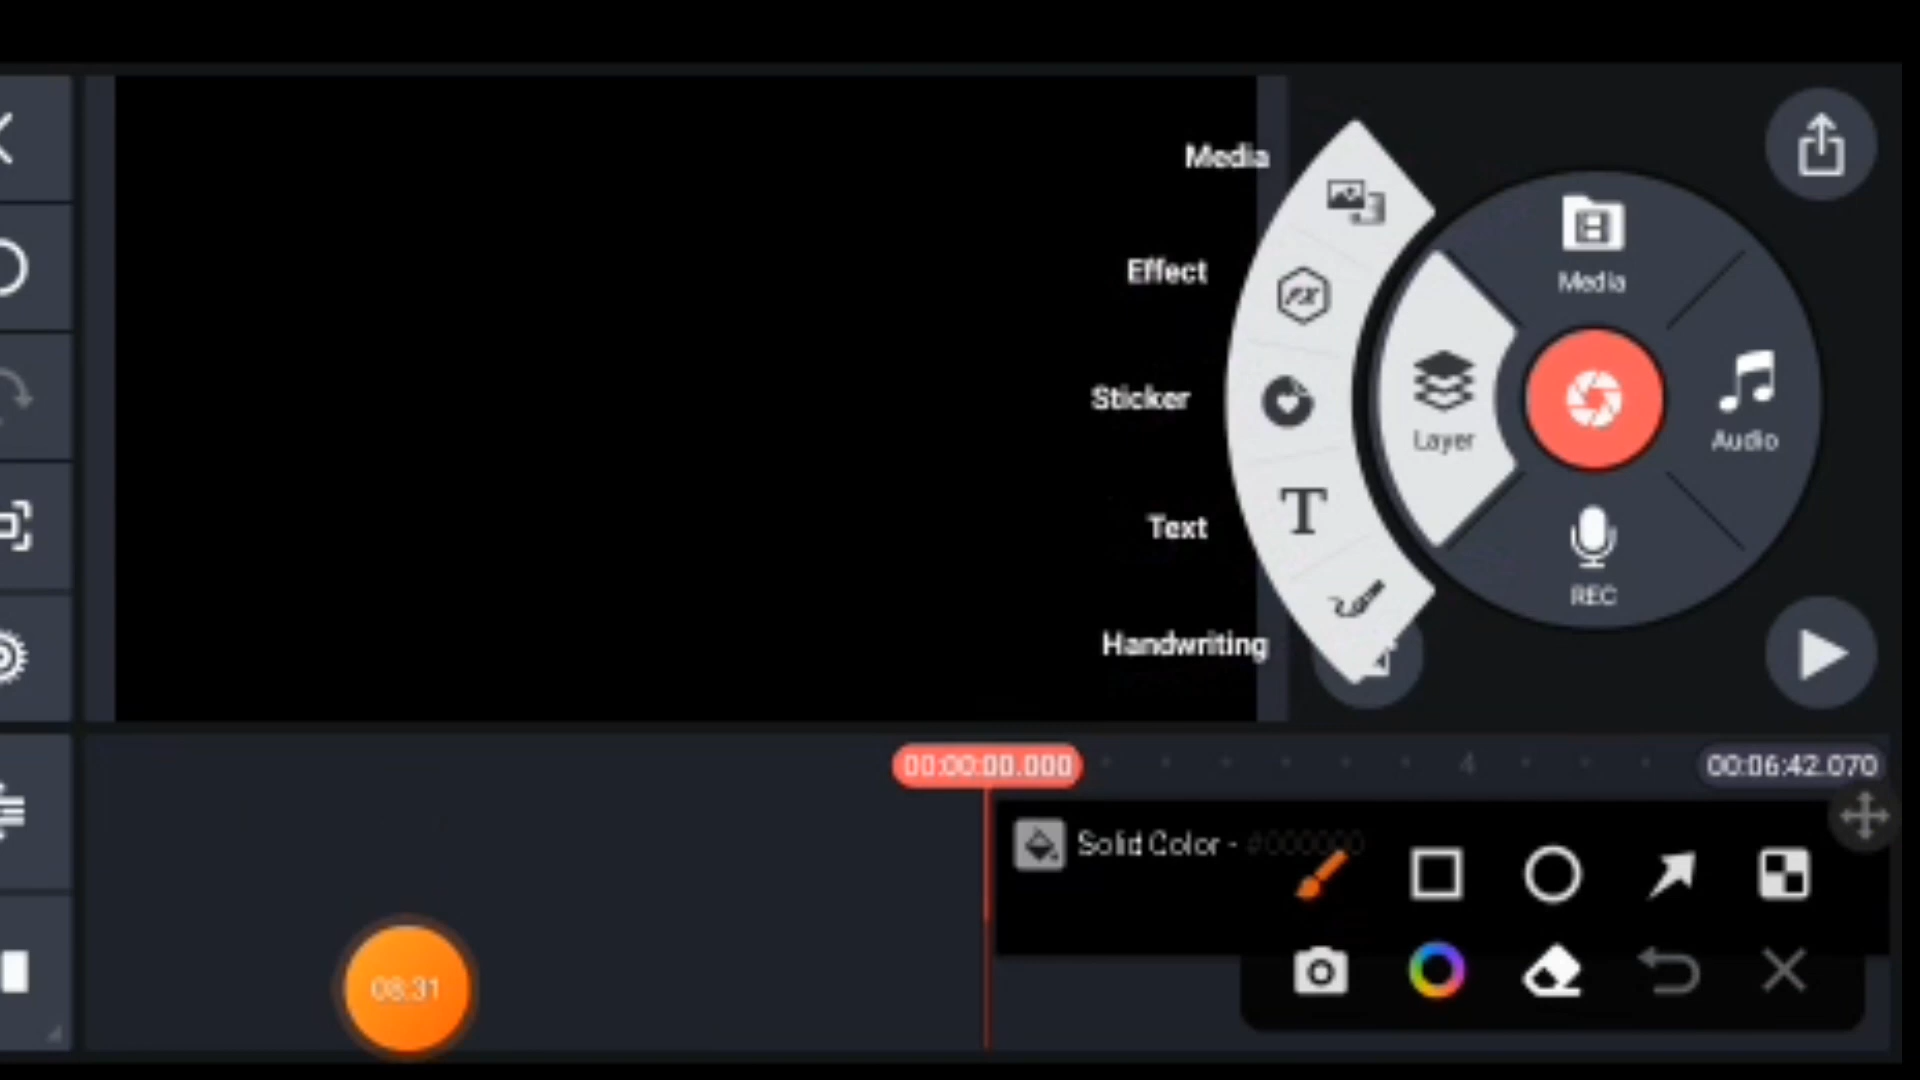 Media
Effect
Sticker
Text
Handwriting
Media
Layer
Audio
REC
00:00:00.000
4
00:06:42.070
Solid Color - #000000
08:31